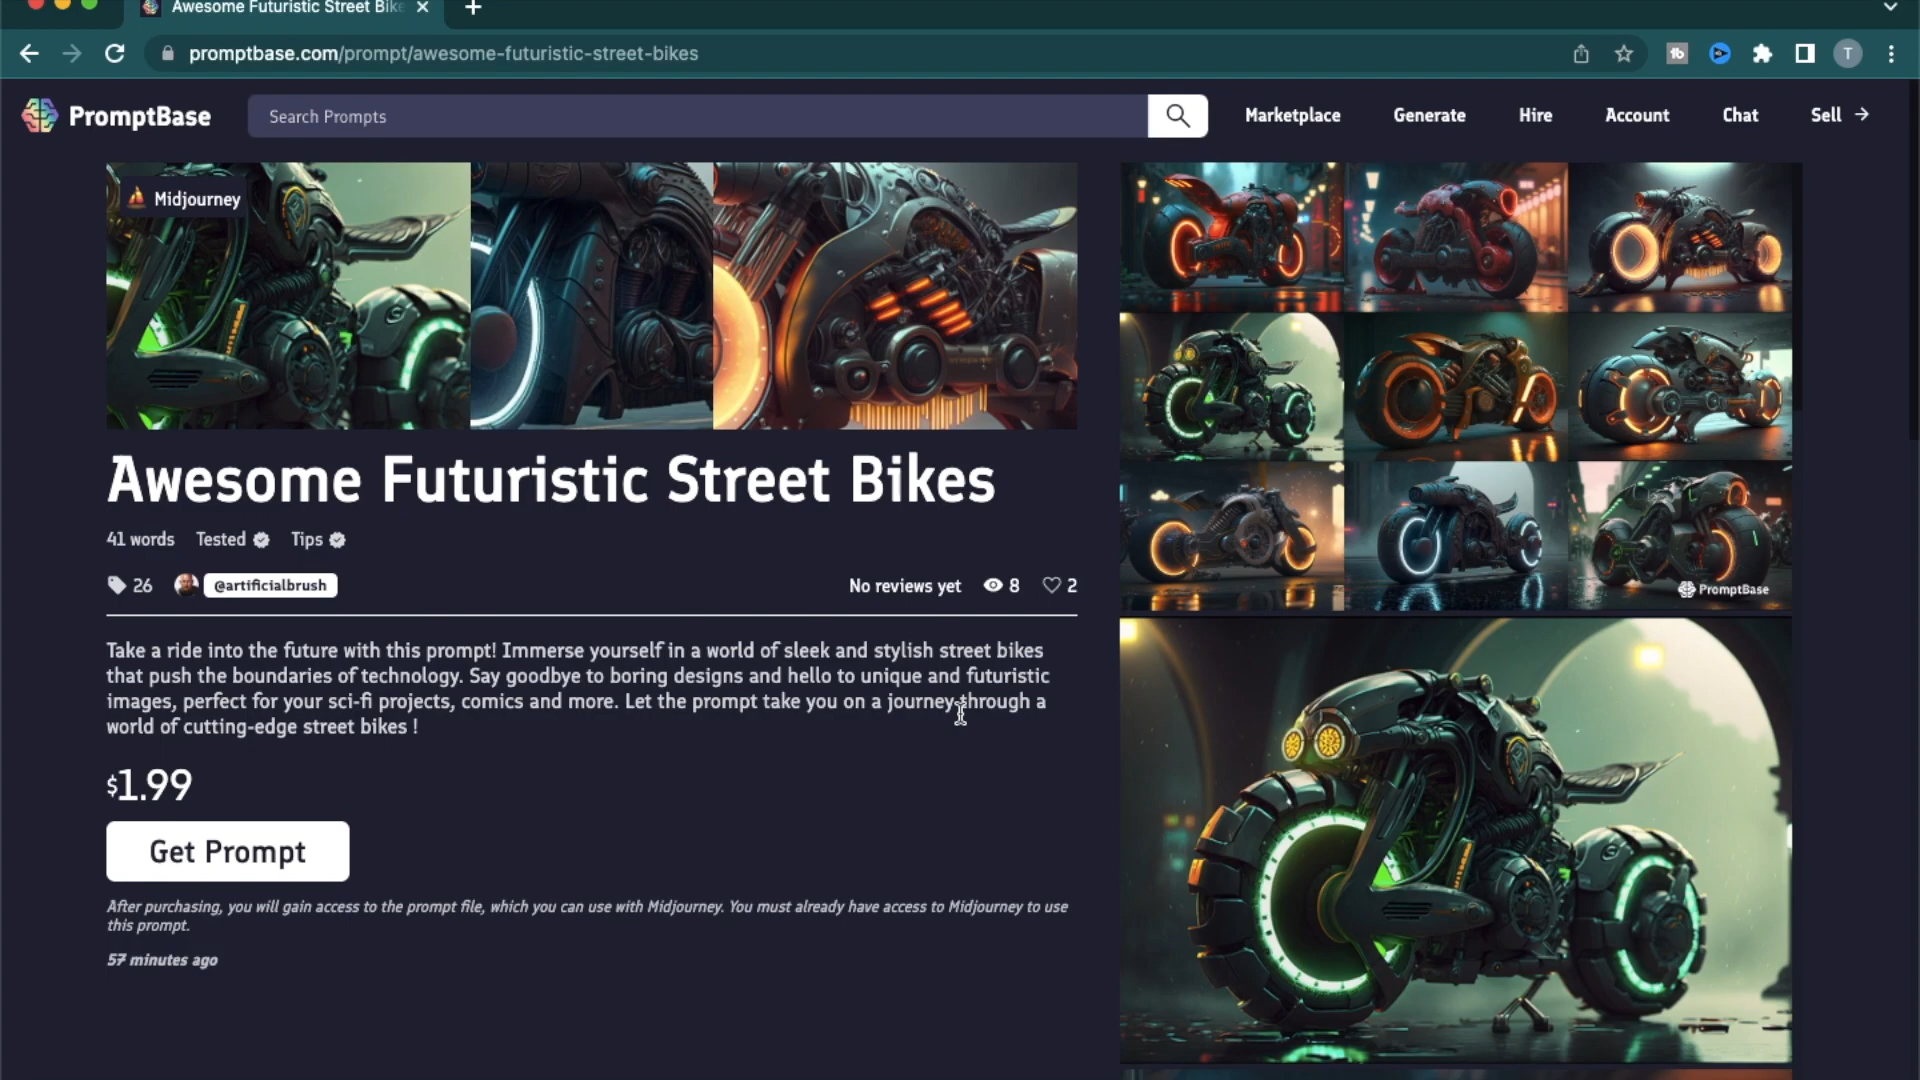 Awesome Futuristic Street Bike
promptbase.com/prompt/awesome-futuristic-street-bikes
T
PromptBase
Search Prompts
Marketplace
Generate
Hire
Account
Chat
Sell
Midjourney
Awesome Futuristic Street Bikes
41 words Tested Tips
26 @artificialbrush
No reviews yet 8 2
Take a ride into the future with this prompt! Immerse yourself in a world of sleek and stylish street bikes
that push the boundaries of technology. Say goodbye to boring designs and hello to unique and futuristic
images, perfect for your sci-fi projects, comics and more. Let the prompt take you on a journey through a
world of cutting-edge street bikes !
$1.99
Get Prompt
After purchasing, you will gain access to the prompt file, which you can use with Midjourney. You must already have access to Midjourney to use
this prompt.
57 minutes ago
PromptBase